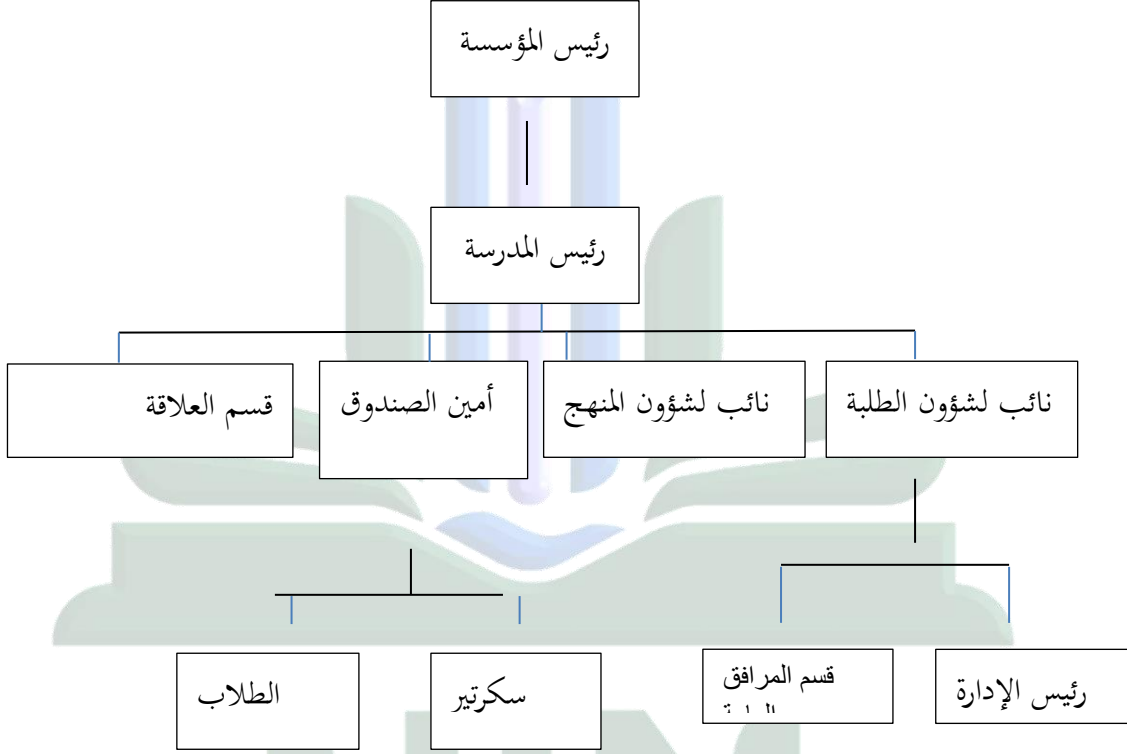 رئيس المؤسسة
رئيس المدرسة
نائب لشؤون الطلبة
نائب لشؤون المنهج
أمين الصندوق
قسم العلاقة
رئيس الإدارة
قسم المرافق
سكرتير
الطلاب